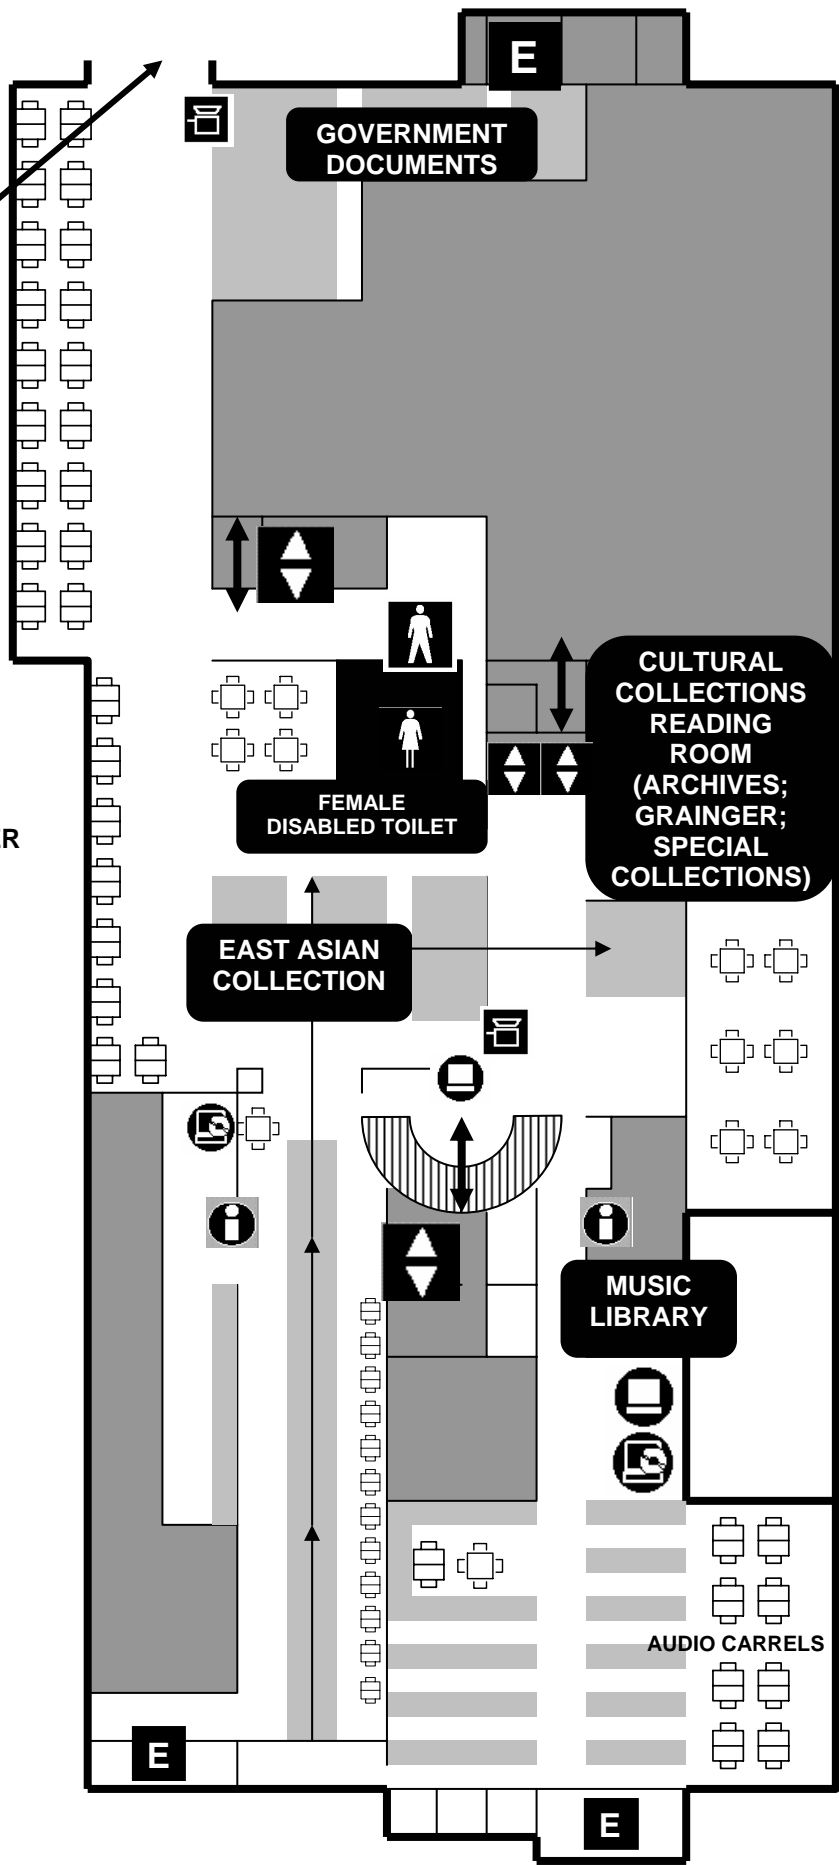 E
GOVERNMENT
DOCUMENTS
CULTURAL
COLLECTIONS
READING
ROOM
(ARCHIVES;
GRAINGER;
SPECIAL
COLLECTIONS)
FEMALE
DISABLED TOILET
ER
EAST ASIAN
COLLECTION
MUSIC
LIBRARY
AUDIO CARRELS
E
E